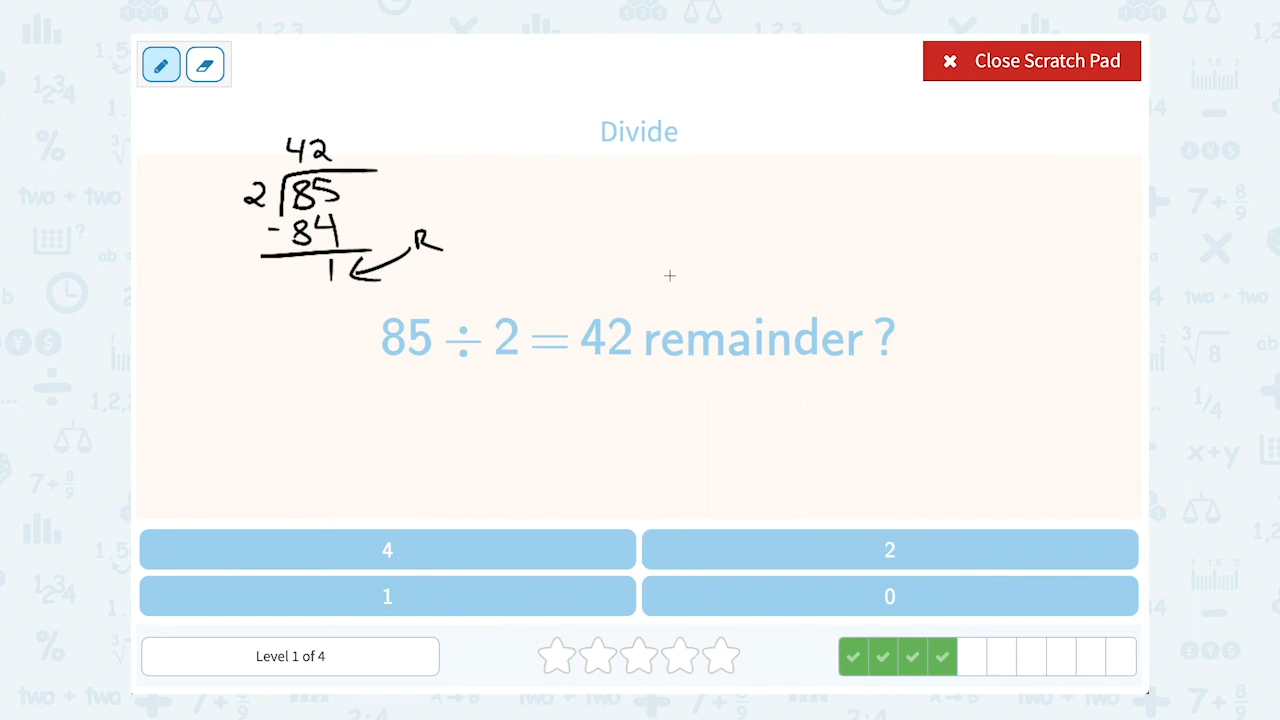 Close Scratch Pad
Divide
42
2 85
- 84
R
1
85 ÷ 2 = 42 remainder ?
4
2
1
0
Level 1 of 4